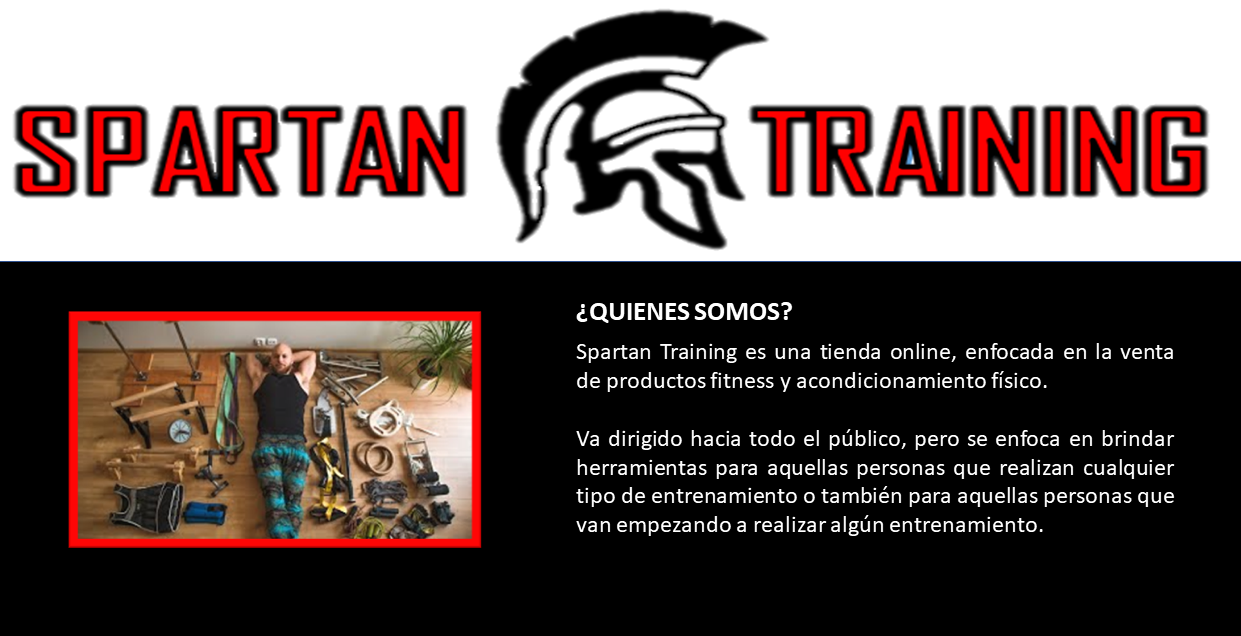 SPARTAN TRAINING
¿QUIENES SOMOS?
Spartan Training es una tienda online, enfocada en la venta
de productos fitness y acondicionamiento físico.
Va dirigido hacia todo el público, pero se enfoca en brindar
herramientas para aquellas personas que realizan cualquier
tipo de entrenamiento o también para aquellas personas que
van empezando a realizar algún entrenamiento.